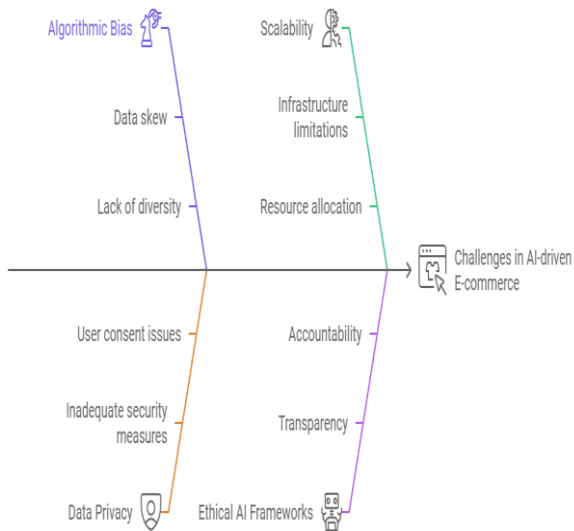 Algorithmic Bias
Data skew
Lack of diversity
Scalability
Infrastructure
limitations
Resource allocation
Challenges in AI-driven
E-commerce
User consent issues
Inadequate security
measures
Data Privacy
Accountability
Transparency
Ethical AI Frameworks